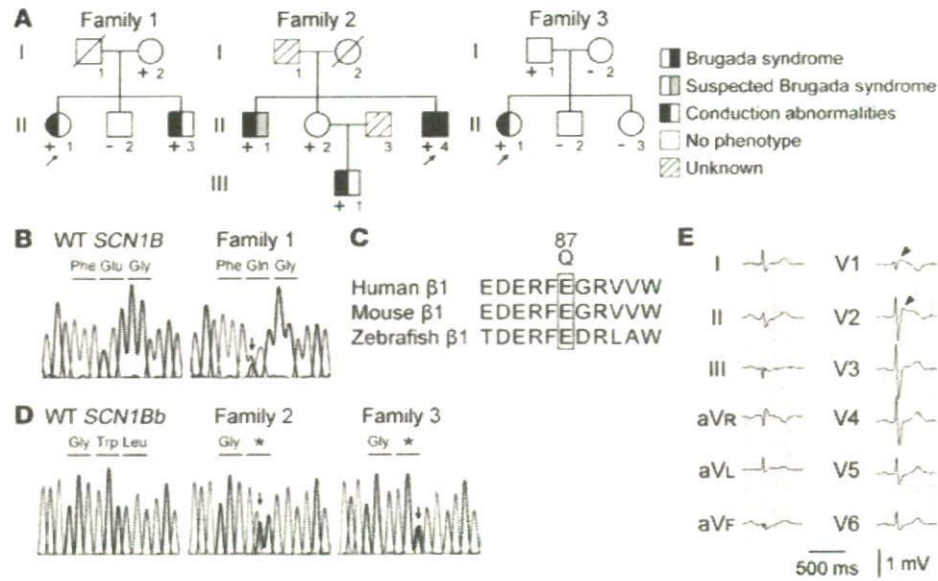 A
Family 1
Family 2
Family 3
I
1
+ 2
I
1
2
I
+ 1
- 2
II
+ 1
- 2
+ 3
II
+ 1
+ 2
3
+ 4
II
+ 1
- 2
- 3
III
+ 1
Brugada syndrome
Suspected Brugada syndrome
Conduction abnormalities
No phenotype
Unknown
B
WT SCN1B
Family 1
Phe Glu Gly
Phe Gln Gly
C
87
Q
Human β1 EDERFEGRVVW
Mouse β1 EDERFEGRVVW
Zebrafish β1 TDERFEDRLAW
D
WT SCN1Bb
Family 2
Family 3
Gly Trp Leu
Gly *
Gly *
E
I V1
II V2
III V3
aVR V4
aVL V5
aVF V6
500 ms 1 mV